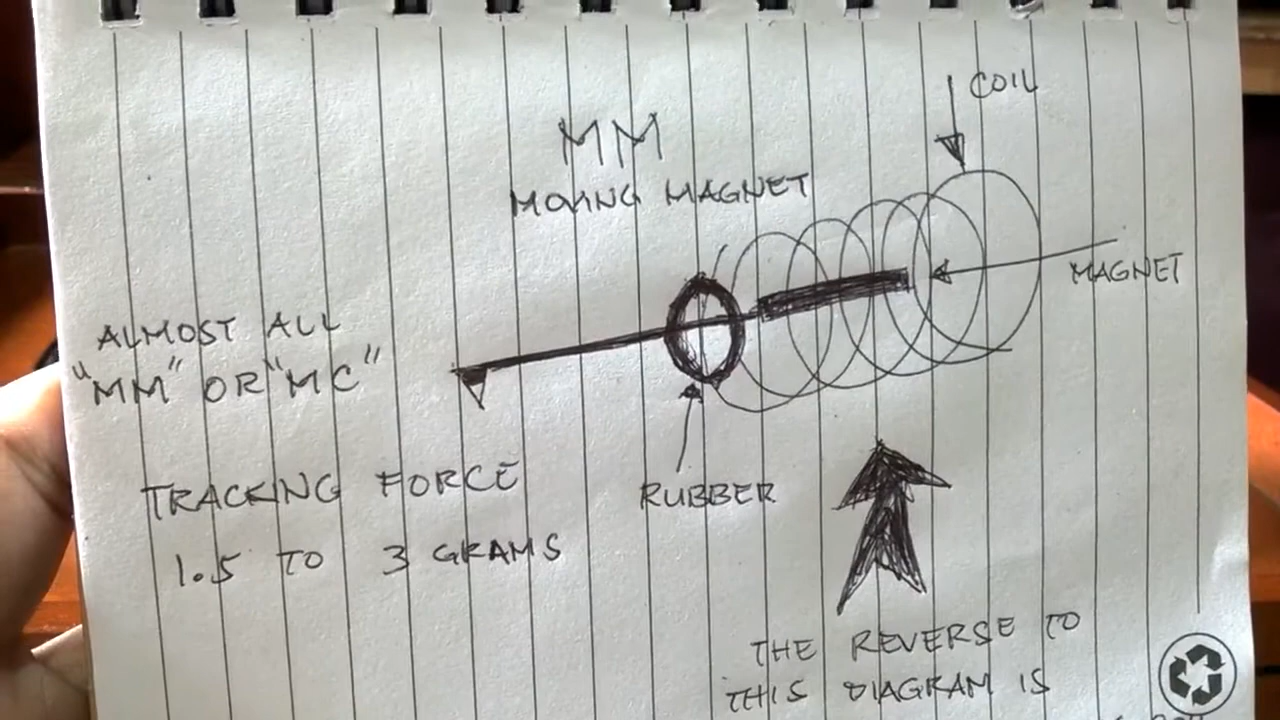 COIL
MM
MOVING MAGNET
MAGNET
ALMOST ALL
"MM" OR "MC"
TRACKING FORCE
1.5 TO 3 GRAMS
RUBBER
THE REVERSE TO
THIS DIAGRAM IS